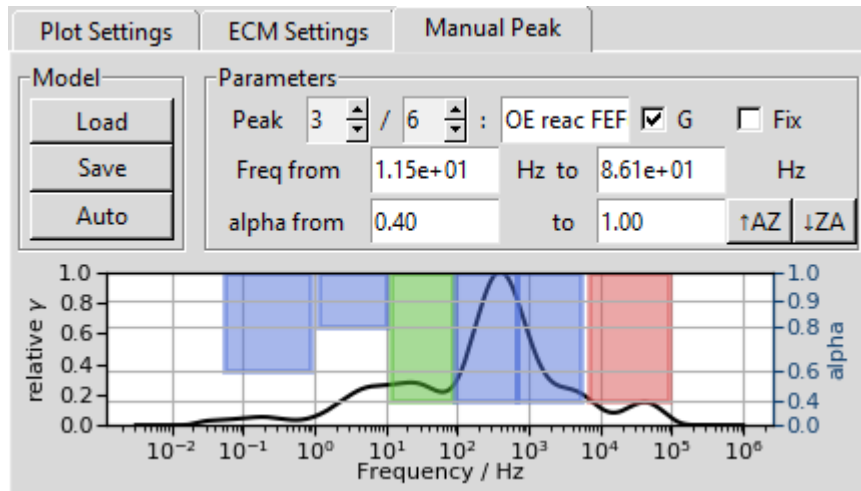 Plot Settings ECM Settings Manual Peak
Model Parameters
Load Peak 3 / 6 : OE reac FEF G Fix
Save Freq from 1.15e+01 Hz to 8.61e+01 Hz
Auto alpha from 0.40 to 1.00 ↑AZ ↓ZA
1.0 1.0
0.8 0.9
0.6 0.8
0.4 0.6
0.2 0.4
0.0 0.0
relative γ alpha
10⁻² 10⁻¹ 10⁰ 10¹ 10² 10³ 10⁴ 10⁵ 10⁶
Frequency / Hz